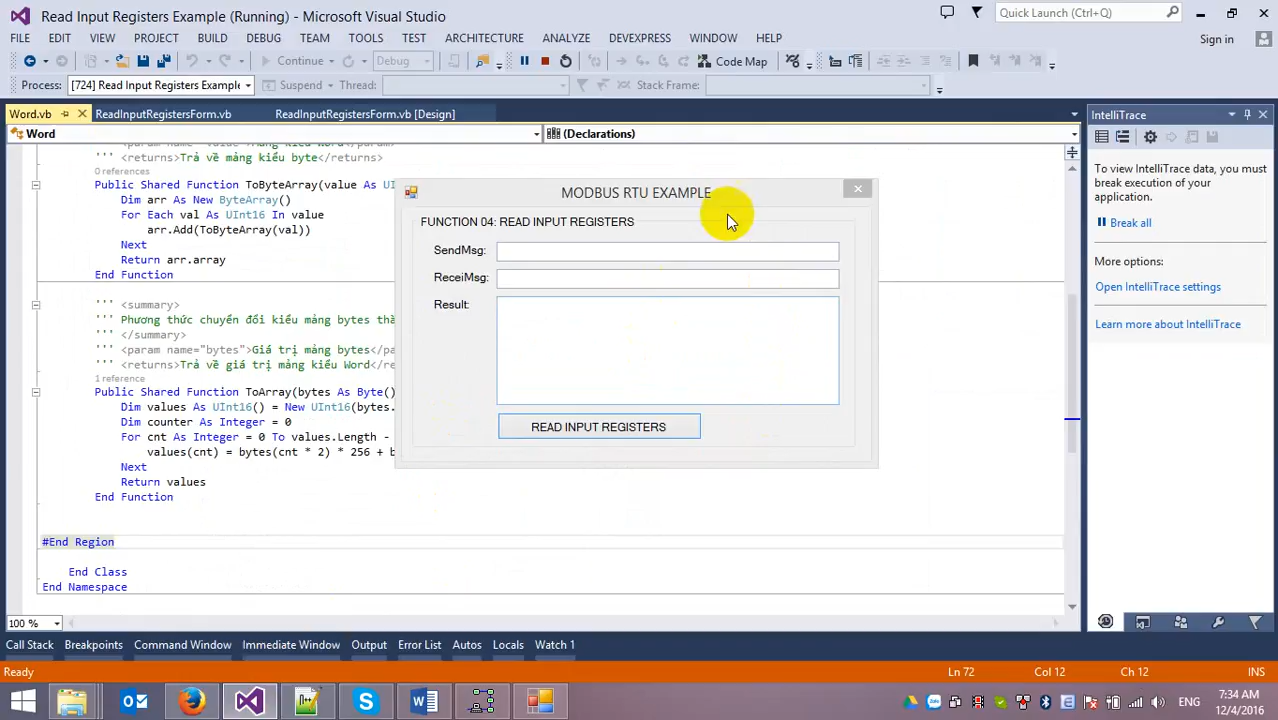 Read Input Registers Example (Running) - Microsoft Visual Studio
Quick Launch (Ctrl+Q)
FILE EDIT VIEW PROJECT BUILD DEBUG TEAM TOOLS TEST ARCHITECTURE ANALYZE DEVEXPRESS WINDOW HELP
Sign in
Continue Debug Code Map
Process: [724] Read Input Registers Example Suspend Thread: Stack Frame:
Word.vb ReadInputRegistersForm.vb ReadInputRegistersForm.vb [Design]
IntelliTrace
Word (Declarations)
''' <returns>Trả về mảng kiểu byte</returns>
0 references
Public Shared Function ToByteArray(value As UI
Dim arr As New ByteArray()
For Each val As UInt16 In value
arr.Add(ToByteArray(val))
Next
Return arr.array
End Function
''' <summary>
''' Phương thức chuyển đổi kiểu mảng bytes
''' </summary>
''' <param name="bytes">Giá trị mảng bytes</pa
''' <returns>Trả về giá trị mảng kiểu Word</re
1 reference
Public Shared Function ToArray(bytes As Byte()
Dim values As UInt16() = New UInt16(bytes.
Dim counter As Integer = 0
For cnt As Integer = 0 To values.Length -
values(cnt) = bytes(cnt * 2) * 256 + b
Next
Return values
End Function
#End Region
End Class
End Namespace
MODBUS RTU EXAMPLE
FUNCTION 04: READ INPUT REGISTERS
SendMsg:
ReceiMsg:
Result:
READ INPUT REGISTERS
To view IntelliTrace data, you must
break execution of your
application.
Break all
More options:
Open IntelliTrace settings
Learn more about IntelliTrace
100 %
Call Stack Breakpoints Command Window Immediate Window Output Error List Autos Locals Watch 1
Ready Ln 72 Col 12 Ch 12 INS
ENG
7:34 AM
12/4/2016